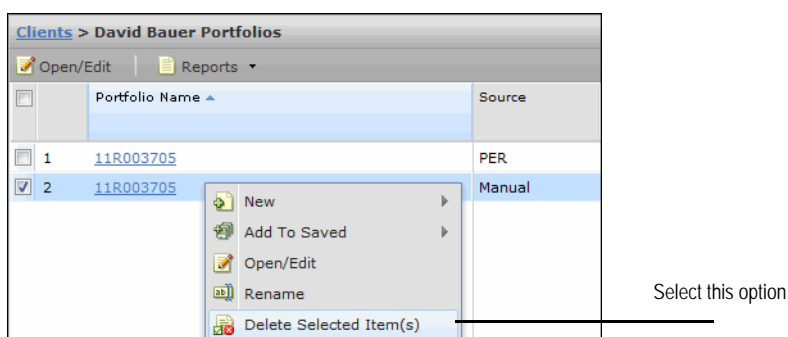 Clients > David Bauer Portfolios
Open/Edit Reports
Portfolio Name Source
1 11R003705 PER
2 11R003705 Manual
New
Add To Saved
Open/Edit
Rename
Delete Selected Item(s) Select this option